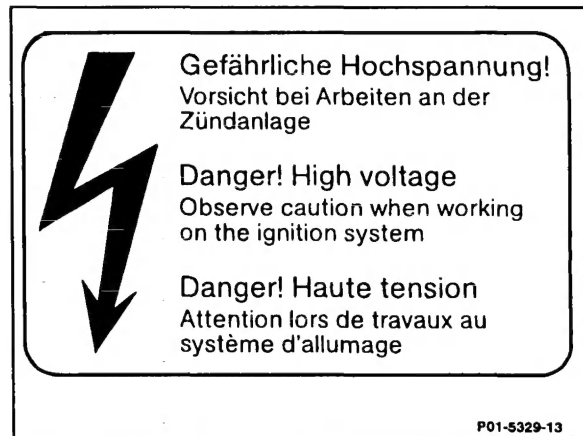 Gefährliche Hochspannung!
Vorsicht bei Arbeiten an der
Zündanlage
Danger! High voltage
Observe caution when working
on the ignition system
Danger! Haute tension
Attention lors de travaux au
système d'allumage
P01-5329-13